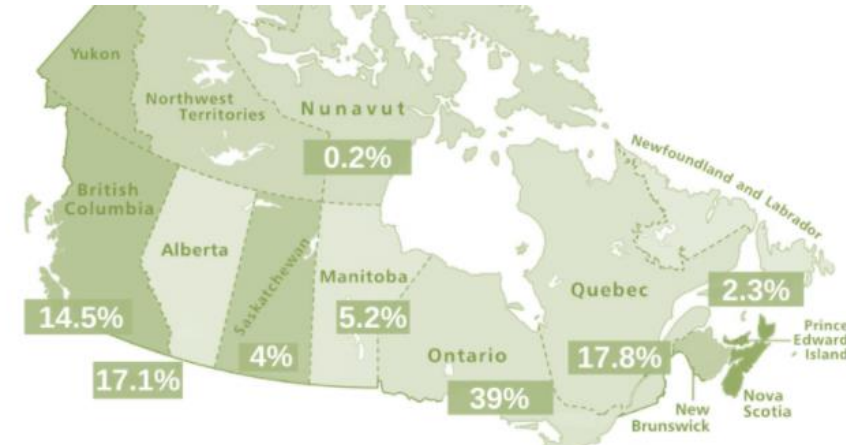 Yukon
Northwest
Territories
Nunavut
0.2%
Newfoundland and Labrador
British
Columbia
Alberta
Saskatchewan
Manitoba
Quebec
2.3%
14.5%
5.2%
Prince
Edward
Island
4%
Ontario
17.8%
17.1%
39%
New
Brunswick
Nova
Scotia